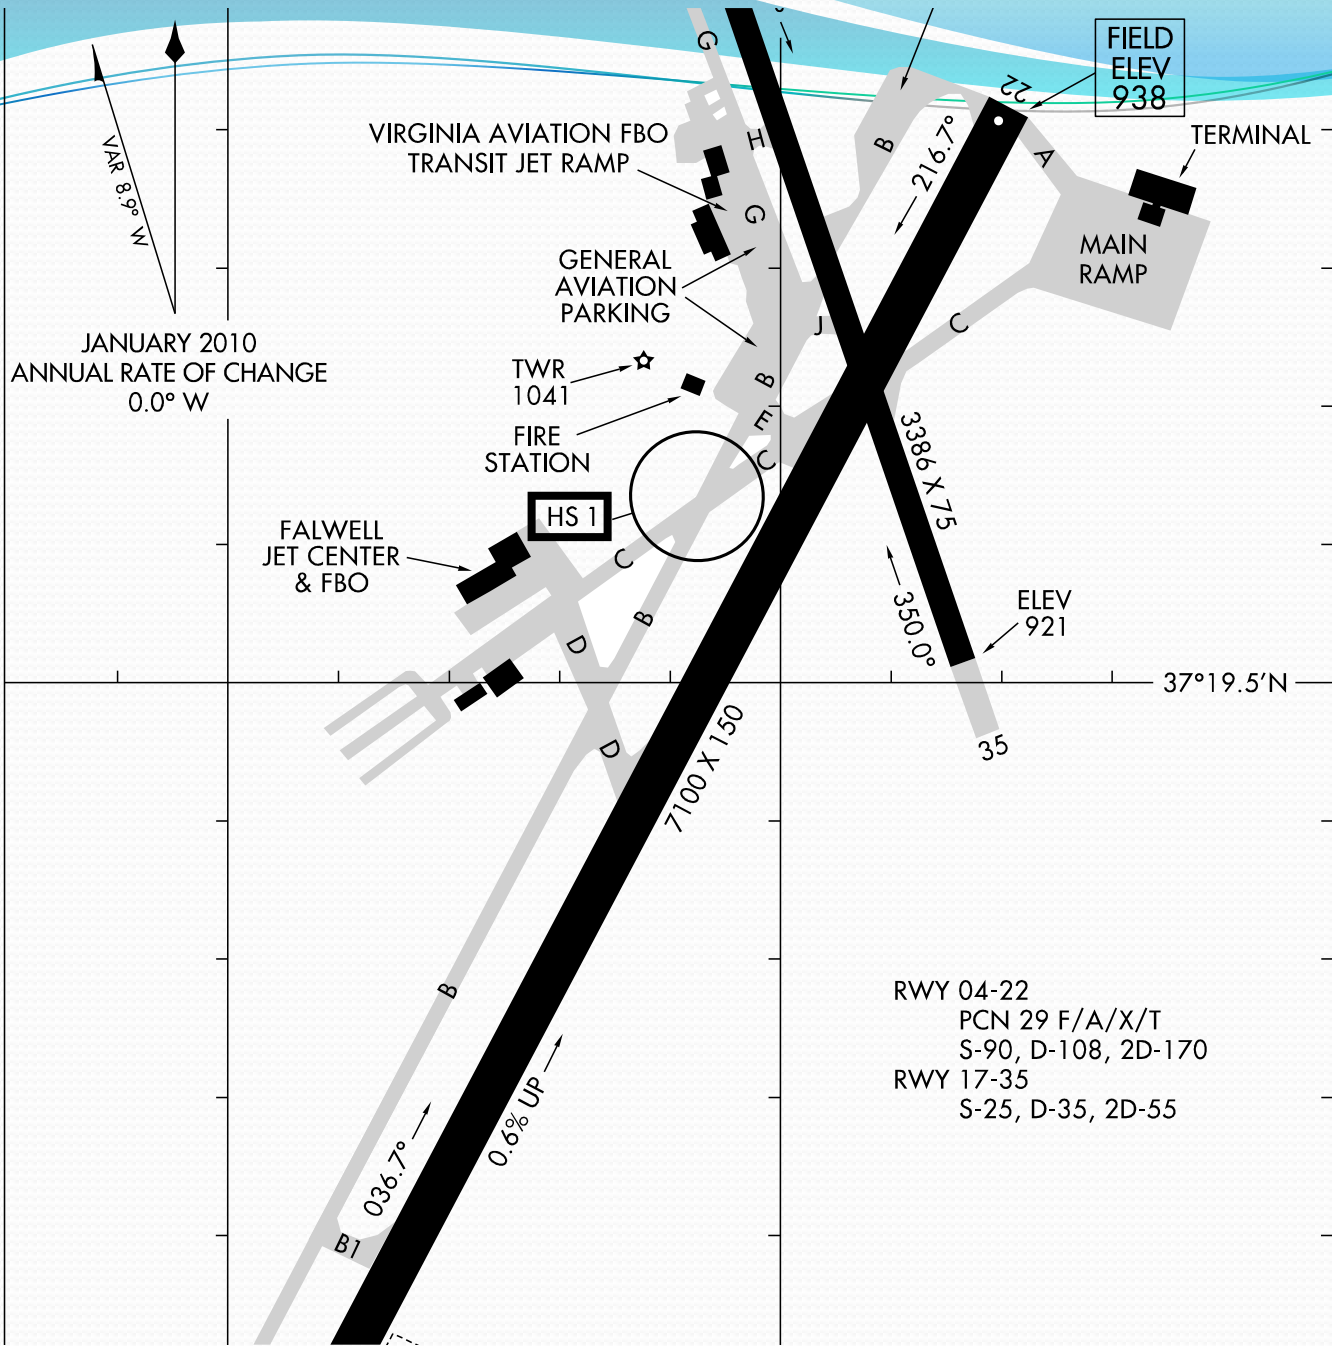 G
FIELD
ELEV
938
22
VIRGINIA AVIATION FBO
TRANSIT JET RAMP
H
B
216.7°
A
TERMINAL
VAR 8.9° W
G
MAIN
RAMP
GENERAL
AVIATION
PARKING
J
C
JANUARY 2010
ANNUAL RATE OF CHANGE
0.0° W
TWR
1041
B
E
C
FIRE
STATION
3386 X 75
HS 1
FALWELL
JET CENTER
& FBO
C
B
D
350.0°
ELEV
921
37°19.5'N
D
7100 X 150
35
B
RWY 04-22
PCN 29 F/A/X/T
S-90, D-108, 2D-170
RWY 17-35
S-25, D-35, 2D-55
0.6% UP
036.7°
B1